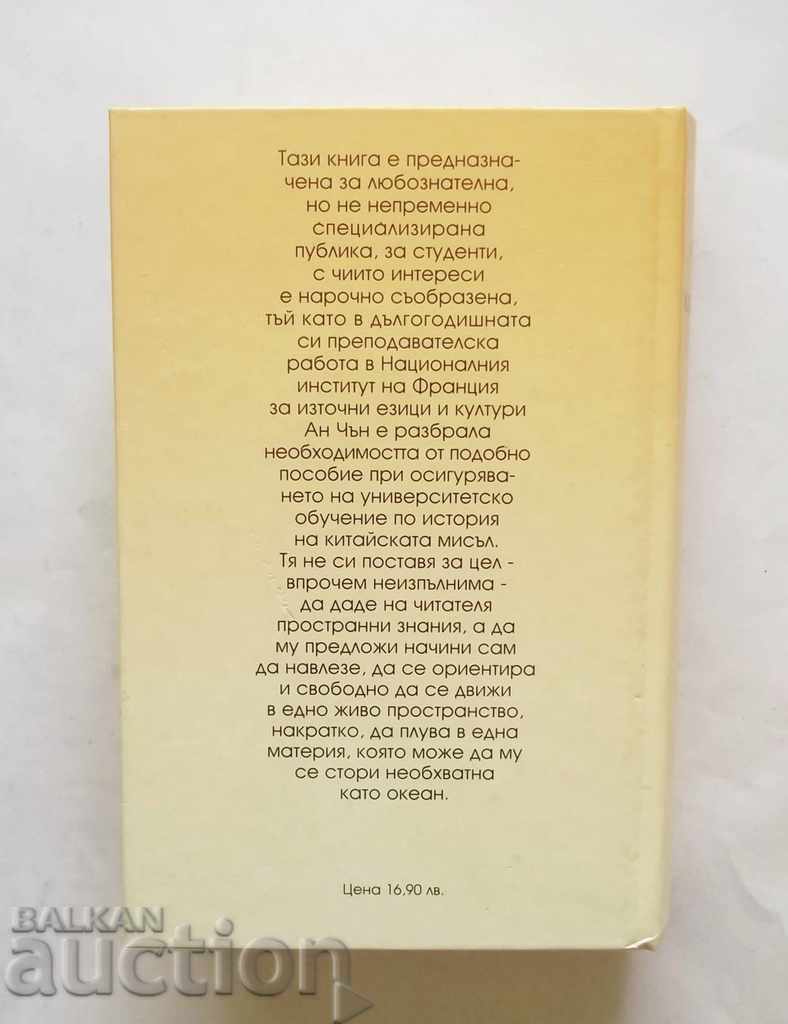 Тази книга е предназна-
чена за любознателна,
но не непременно
специализирана
публика, за студенти,
с чиито интереси
е нарочно съобразена,
тъй като в дългогодишната
си преподавателска
работа в Националния
институт на Франция
за източни езици и култури
Ан Чън е разбрала
необходимостта от подобно
пособие при осигурява-
нето на университетско
обучение по история
на китайската мисъл.
Тя не си поставя за цел -
впрочем неизпълнима -
да даде на читателя
пространни знания, а да
му предложи начини сам
да навлезе, да се ориентира
и свободно да се движи
в едно живо пространство,
накратко, да плува в една
материя, която може да му
се стори необхватна
като океан.
Цена 16,90 лв.
BALKAN
auction